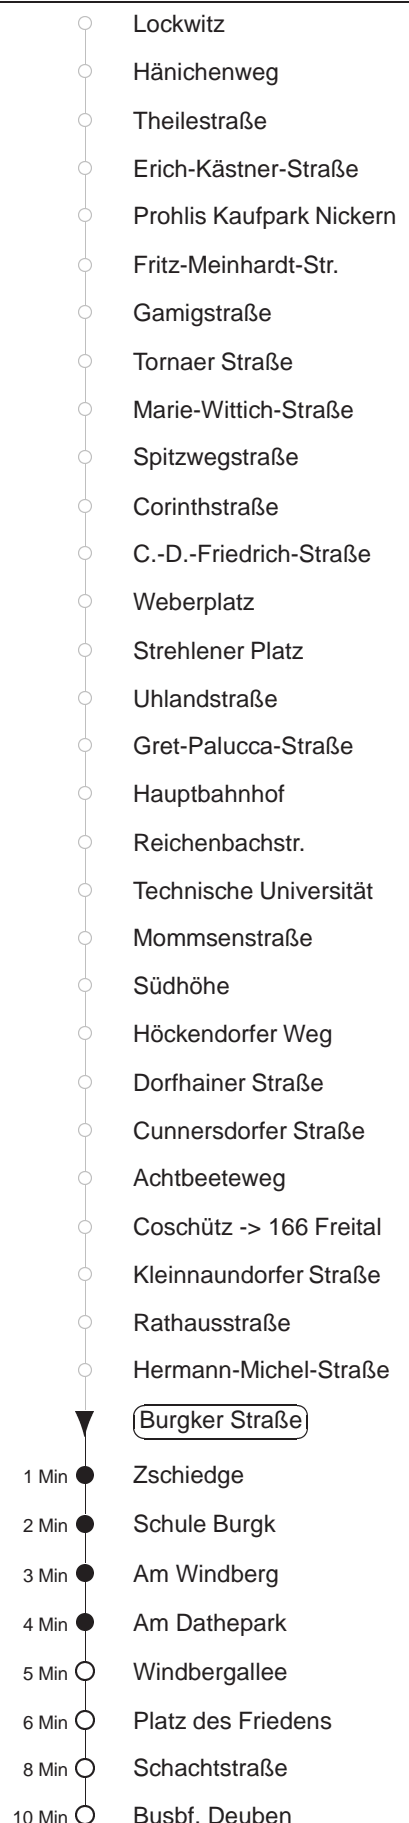 Lockwitz
Hänichenweg
Theilestraße
Erich-Kästner-Straße
Prohlis Kaufpark Nickern
Fritz-Meinhardt-Str.
Gamigstraße
Tornaer Straße
Marie-Wittich-Straße
Spitzwegstraße
Corinthstraße
C.-D.-Friedrich-Straße
Weberplatz
Strehlener Platz
Uhlandstraße
Gret-Palucca-Straße
Hauptbahnhof
Reichenbachstr.
Technische Universität
Mommsenstraße
Südhöhe
Höckendorfer Weg
Dorfhainer Straße
Cunnersdorfer Straße
Achtbeeteweg
Coschütz -> 166 Freital
Kleinnaundorfer Straße
Rathausstraße
Hermann-Michel-Straße
Burgker Straße
1 Min Zschiedge
2 Min Schule Burgk
3 Min Am Windberg
4 Min Am Dathepark
5 Min Windbergallee
6 Min Platz des Friedens
8 Min Schachtstraße
10 Min Busbf. Deuben